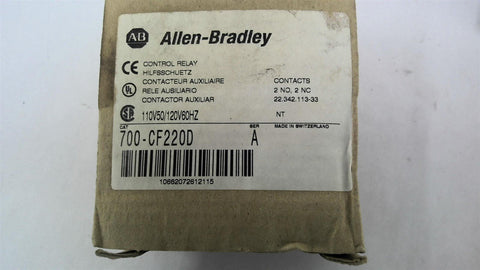 AB Allen-Bradley
CE CONTROL RELAY
HILFSSCHUETZ
CONTACTEUR AUXILIAIRE CONTACTS
RELE AUSILIARIO 2 NO, 2 NC
CONTACTOR AUXILIAR 22.342.113-33
110V50/120V60HZ NT
CAT SER MADE IN SWITZERLAND
700-CF220D A
10662072612115